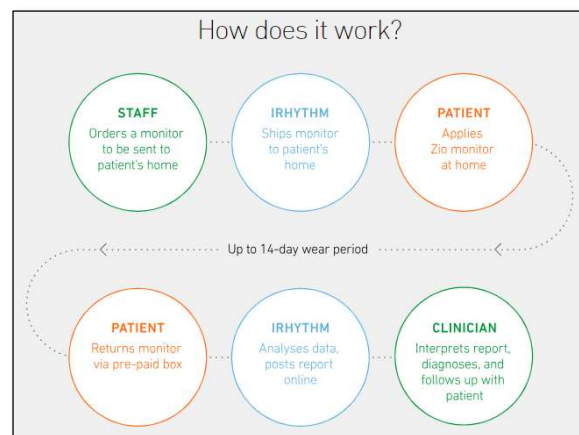 How does it work?
STAFF
Orders a monitor
to be sent to
patient's home
IRHYTHM
Ships monitor
to patient's
home
PATIENT
Applies
Zio monitor
at home
Up to 14-day wear period
PATIENT
Returns monitor
via pre-paid box
IRHYTHM
Analyses data,
posts report
online
CLINICIAN
Interprets report,
diagnoses, and
follows up with
patient